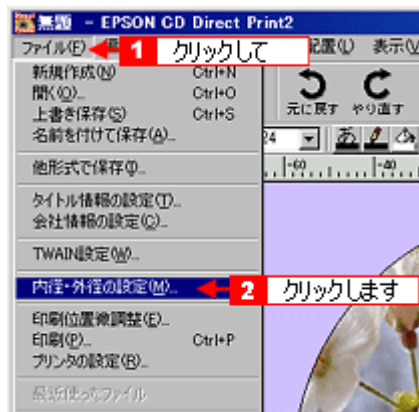 無題 - EPSON CD Direct Print2
ファイル(F) 1 クリックして 配置(L) 表示(V
新規作成(N) Ctrl+N
開く(O)... Ctrl+O
上書き保存(S) Ctrl+S
名前を付けて保存(A)...
元に戻す やり直す
24
他形式で保存(I)...
-60 -40
タイトル情報の設定(T)...
会社情報の設定(C)...
TWAIN設定(W)...
内径・外径の設定(M)... 2 クリックします
印刷位置微調整(E)...
印刷(P)... Ctrl+P
プリンタの設定(R)...
最近使ったファイル